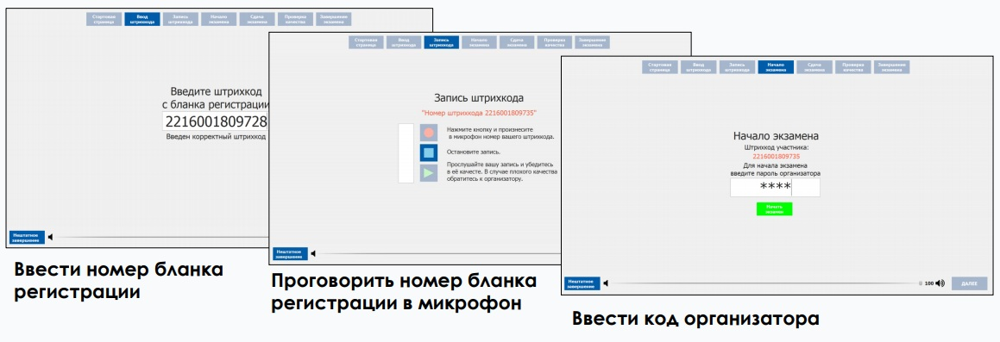 Стартовая страница
Ввод штрихкода
Запись штрихкода
Начало экзамена
Сдача экзамена
Проверка качества
Завершение экзамена
Введите штрихкод
с бланка регистрации
2216001809728
Введен корректный штрихкод
Нештатное завершение
Ввести номер бланка
регистрации
Стартовая страница
Ввод штрихкода
Запись штрихкода
Начало экзамена
Сдача экзамена
Проверка качества
Завершение экзамена
Запись штрихкода
"Номер штрихкода 2216001809735"
Нажмите кнопку и произнесите
в микрофон номер вашего штрихкода.
Остановите запись.
Прослушайте вашу запись и убедитесь
в её качесте. В случае плохого качества
обратитесь к организатору.
Нештатное завершение
Проговорить номер бланка
регистрации в микрофон
Стартовая страница
Ввод штрихкода
Запись штрихкода
Начало экзамена
Сдача экзамена
Проверка качества
Завершение экзамена
Начало экзамена
Штрихкод участника:
2216001809735
Для начала экзамена
введите пароль организатора
****
Начать
экзамен
Нештатное завершение
100
ДАЛЕЕ
Ввести код организатора